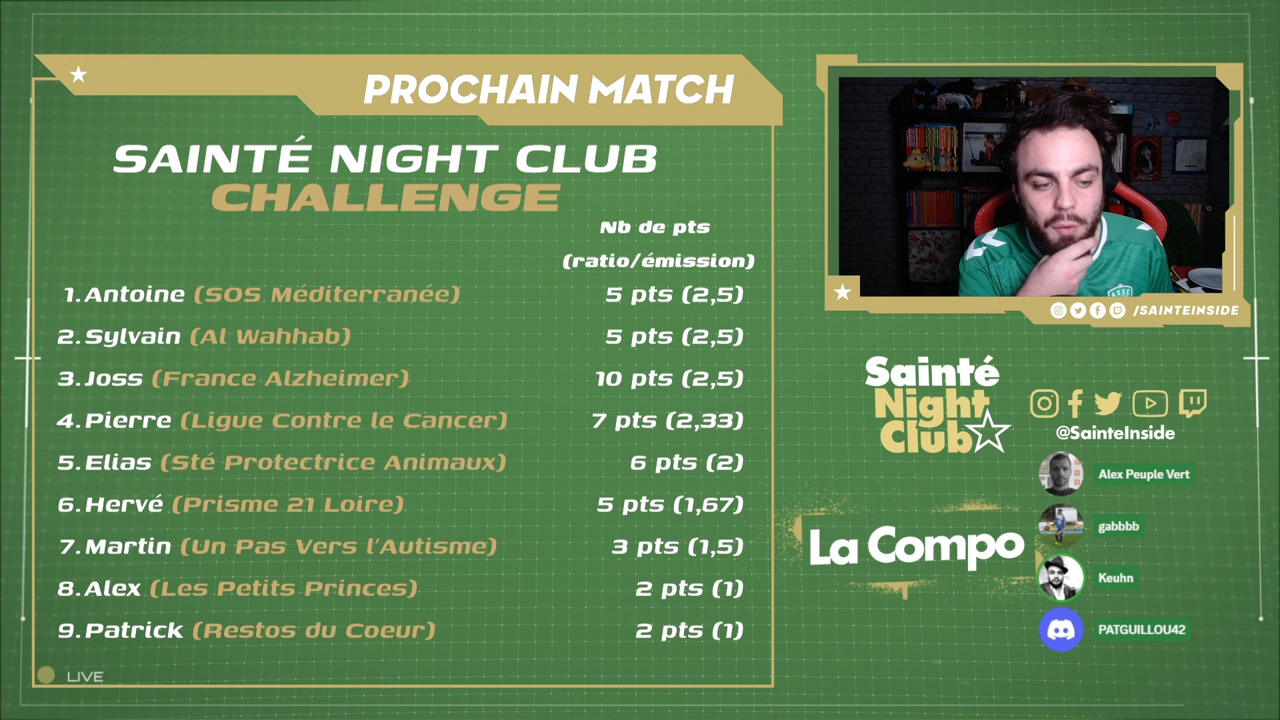 PROCHAIN MATCH
SAINTÉ NIGHT CLUB
CHALLENGE
Nb de pts
(ratio/émission)
1. Antoine (SOS Méditerranée) 5 pts (2,5)
2. Sylvain (Al Wahhab) 5 pts (2,5)
3. Joss (France Alzheimer) 10 pts (2,5)
4. Pierre (Ligue Contre le Cancer) 7 pts (2,33)
5. Elias (Sté Protectrice Animaux) 6 pts (2)
6. Hervé (Prisme 21 Loire) 5 pts (1,67)
7. Martin (Un Pas Vers l'Autisme) 3 pts (1,5)
8. Alex (Les Petits Princes) 2 pts (1)
9. Patrick (Restos du Coeur) 2 pts (1)
LIVE
ASSE
/SAINTEINSIDE
Sainté
Night
Club
@SainteInside
Alex Peuple Vert
gabbbb
La Compo
Keuhn
PATGUILLOU42